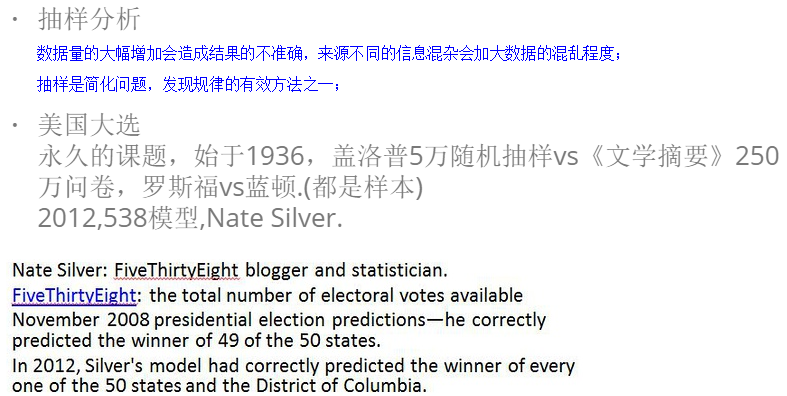 · 抽样分析
数据量的大幅增加会造成结果的不准确，来源不同的信息混杂会加大数据的混乱程度；
抽样是简化问题，发现规律的有效方法之一；
· 美国大选
永久的课题，始于1936，盖洛普5万随机抽样vs《文学摘要》250
万问卷，罗斯福vs蓝顿.(都是样本)
2012,538模型,Nate Silver.
Nate Silver: FiveThirtyEight blogger and statistician.
FiveThirtyEight: the total number of electoral votes available
November 2008 presidential election predictions—he correctly
predicted the winner of 49 of the 50 states.
In 2012, Silver's model had correctly predicted the winner of every
one of the 50 states and the District of Columbia.